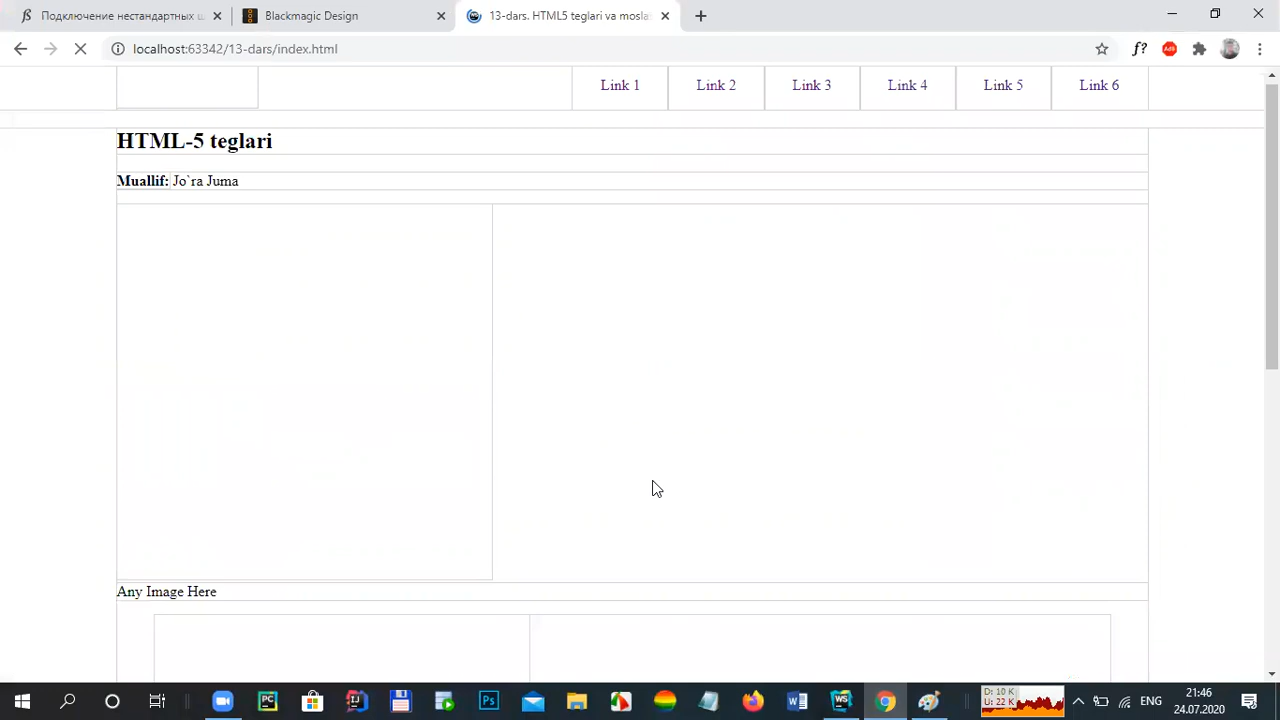 Подключение нестандартных ш
Blackmagic Design
13-dars. HTML5 teglari va mosla
localhost:63342/13-dars/index.html
f?
Link 1
Link 2
Link 3
Link 4
Link 5
Link 6
HTML-5 teglari
Muallif: Jo`ra Juma
Any Image Here
D: 10 K
U: 22 K
ENG
21:46
24.07.2020